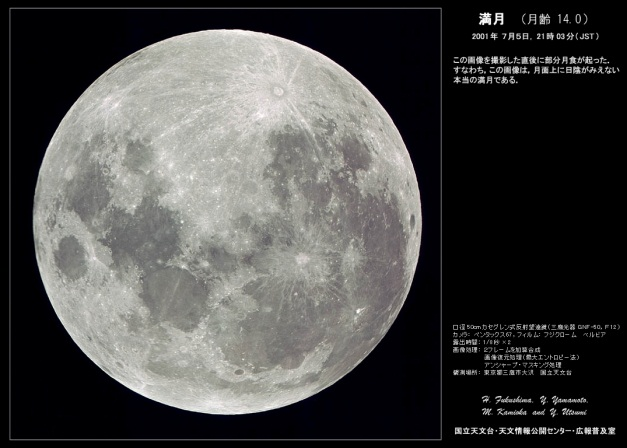 満月 （月齢 14.0）
2001年 7月5日, 21時03分(JST)
この画像を撮影した直後に部分月食が起った.
すなわち, この画像は, 月面上に日陰がみえない
本当の満月である.
口径50cmカセグレン式反射望遠鏡(三鷹光器 GNF-50, F12)
カメラ: ペンタックス67, フィルム: フジクローム ベルビア
露出時間: 1/8秒 ×2
画像処理: 2フレームを加算合成
画像復元処理(最大エントロピー法)
アンシャープ・マスキング処理
観測場所: 東京都三鷹市大沢 国立天文台
H. Fukushima, Y. Yamamoto,
M. Kamioka and Y. Utsumi
国立天文台・天文情報公開センター・広報普及室